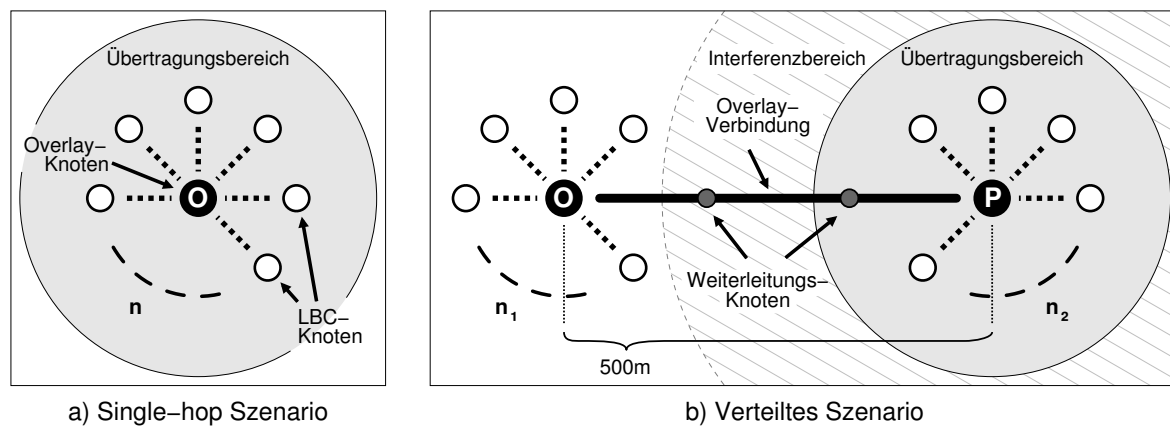 Übertragungsbereich
Overlay–
Knoten
O
n
LBC–
Knoten
a) Single–hop Szenario
Interferenzbereich
Übertragungsbereich
Overlay–
Verbindung
O
P
Weiterleitungs–
Knoten
n₁
n₂
500m
b) Verteiltes Szenario